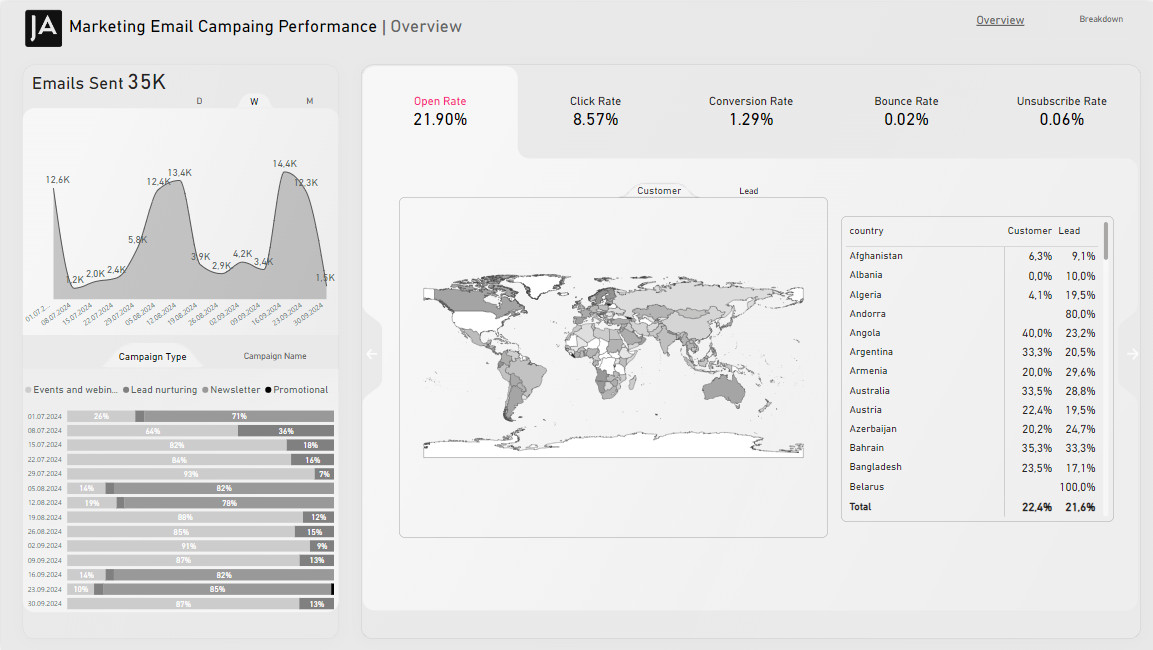 JA
Marketing Email Campaing Performance | Overview
Overview
Breakdown
Emails Sent 35K
D W M
12,6K
1,2K
2.0K
2,4K
5,8K
12,4K
13,4K
3,9K
2,9K
4.2K
3,4K
14,4K
12,3K
1,5K
01.07.2...
08.07.2024
15.07.2024
22.07.2024
29.07.2024
05.08.2024
12.08.2024
19.08.2024
26.08.2024
02.09.2024
09.09.2024
16.09.2024
23.09.2024
30.09.2024
Campaign Type
Campaign Name
Events and webin... Lead nurturing Newsletter Promotional
01.07.2024 26% 71%
08.07.2024 64% 36%
15.07.2024 82% 18%
22.07.2024 84% 16%
29.07.2024 93% 7%
05.08.2024 14% 82%
12.08.2024 19% 78%
19.08.2024 88% 12%
26.08.2024 85% 15%
02.09.2024 91% 9%
09.09.2024 87% 13%
16.09.2024 14% 82%
23.09.2024 10% 85%
30.09.2024 87% 13%
Open Rate
21.90%
Click Rate
8.57%
Conversion Rate
1.29%
Bounce Rate
0.02%
Unsubscribe Rate
0.06%
Customer
Lead
country Customer Lead
Afghanistan 6,3% 9,1%
Albania 0,0% 10,0%
Algeria 4,1% 19,5%
Andorra 80,0%
Angola 40,0% 23,2%
Argentina 33,3% 20,5%
Armenia 20,0% 29,6%
Australia 33,5% 28,8%
Austria 22,4% 19,5%
Azerbaijan 20,2% 24,7%
Bahrain 35,3% 33,3%
Bangladesh 23,5% 17,1%
Belarus 100,0%
Total 22,4% 21,6%